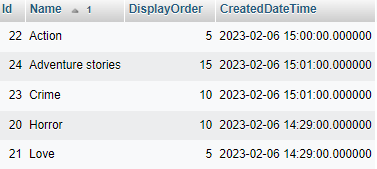 Id Name 1 DisplayOrder CreatedDateTime
22 Action 5 2023-02-06 15:00:00.000000
24 Adventure stories 15 2023-02-06 15:01:00.000000
23 Crime 10 2023-02-06 15:01:00.000000
20 Horror 10 2023-02-06 14:29:00.000000
21 Love 5 2023-02-06 14:29:00.000000